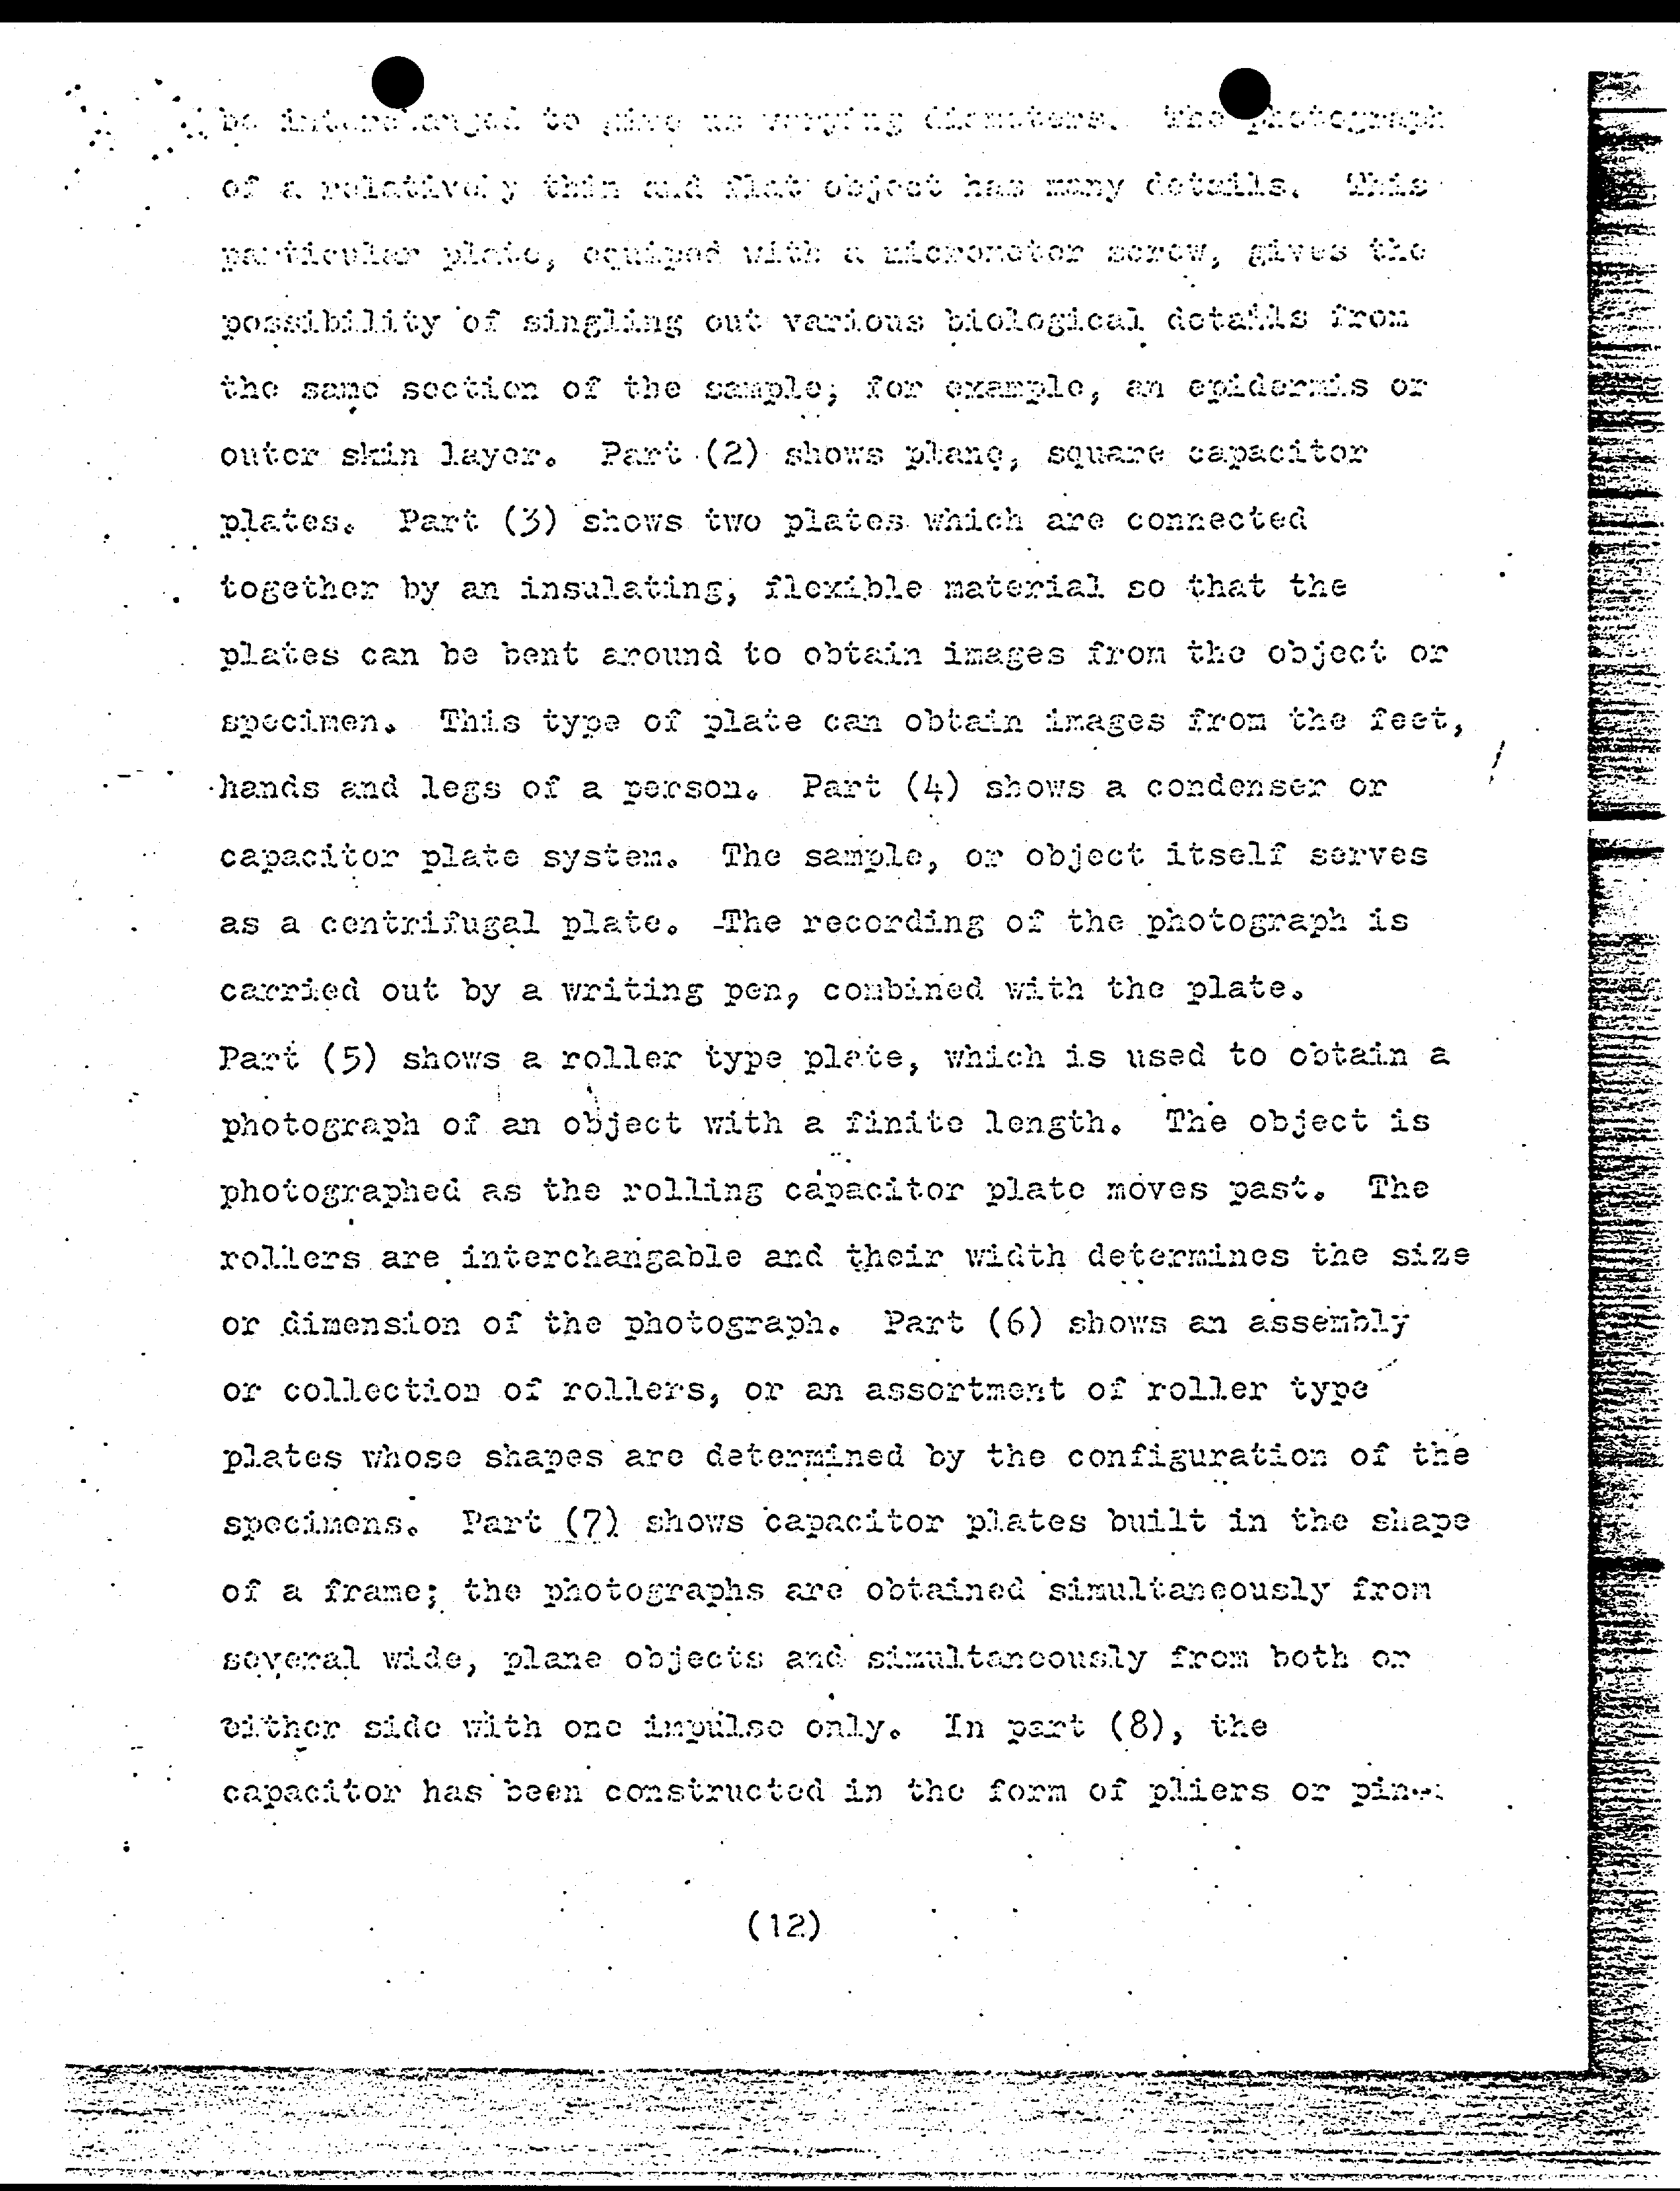 be interchanged to give us varying diameters. The photograph
of a relatively thin and flat object has many details. This
particular plate, equiped with a micrometer screw, gives the
possibility of singling out various biological details from
the same section of the sample; for example, an epidermis or
outer skin layer. Part (2) shows plane, square capacitor
plates. Part (3) shows two plates which are connected
together by an insulating, flexible material so that the
plates can be bent around to obtain images from the object or
specimen. This type of plate can obtain images from the feet,
hands and legs of a person. Part (4) shows a condenser or
capacitor plate system. The sample, or object itself serves
as a centrifugal plate. The recording of the photograph is
carried out by a writing pen, combined with the plate.
Part (5) shows a roller type plate, which is used to obtain a
photograph of an object with a finite length. The object is
photographed as the rolling capacitor plate moves past. The
rollers are interchangable and their width determines the size
or dimension of the photograph. Part (6) shows an assembly
or collection of rollers, or an assortment of roller type
plates whose shapes are determined by the configuration of the
specimens. Part (7) shows capacitor plates built in the shape
of a frame; the photographs are obtained simultaneously from
several wide, plane objects and simultaneously from both or
either side with one impulse only. In part (8), the
capacitor has been constructed in the form of pliers or
(12)